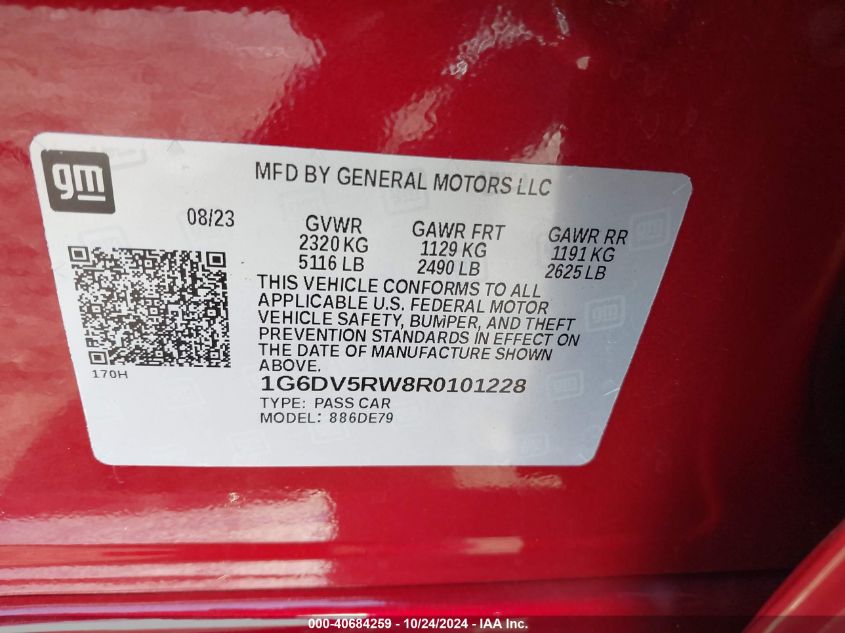 gm
MFD BY GENERAL MOTORS LLC
08/23
GVWR GAWR FRT GAWR RR
2320 KG 1129 KG 1191 KG
5116 LB 2490 LB 2625 LB
THIS VEHICLE CONFORMS TO ALL
APPLICABLE U.S. FEDERAL MOTOR
VEHICLE SAFETY, BUMPER, AND THEFT
PREVENTION STANDARDS IN EFFECT ON
THE DATE OF MANUFACTURE SHOWN
ABOVE.
170H
1G6DV5RW8R0101228
TYPE: PASS CAR
MODEL: 886DE79
000-40684259 - 10/24/2024 - IAA Inc.